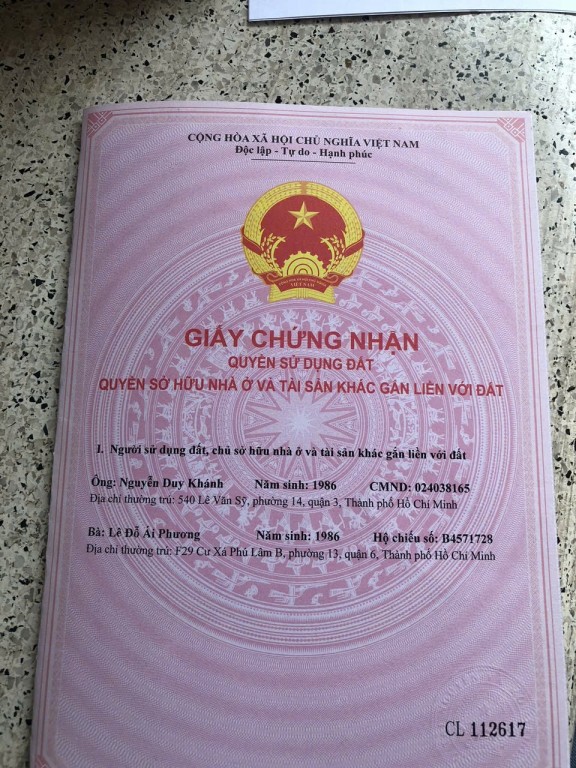 CỘNG HÒA XÃ HỘI CHỦ NGHĨA VIỆT NAM
Độc lập - Tự do - Hạnh phúc
VIỆT NAM
GIẤY CHỨNG NHẬN
QUYỀN SỬ DỤNG ĐẤT
QUYỀN SỞ HỮU NHÀ Ở VÀ TÀI SẢN KHÁC GẮN LIỀN VỚI ĐẤT
I. Người sử dụng đất, chủ sở hữu nhà ở và tài sản khác gắn liền với đất
Ông: Nguyễn Duy Khánh Năm sinh: 1986 CMND: 024038165
Địa chỉ thường trú: 540 Lê Văn Sỹ, phường 14, quận 3, Thành phố Hồ Chí Minh
Bà: Lê Đỗ Ái Phương Năm sinh: 1986 Hộ chiếu số: B4571728
Địa chỉ thường trú: F29 Cư Xá Phú Lâm B, phường 13, quận 6, Thành phố Hồ Chí Minh
CL 112617